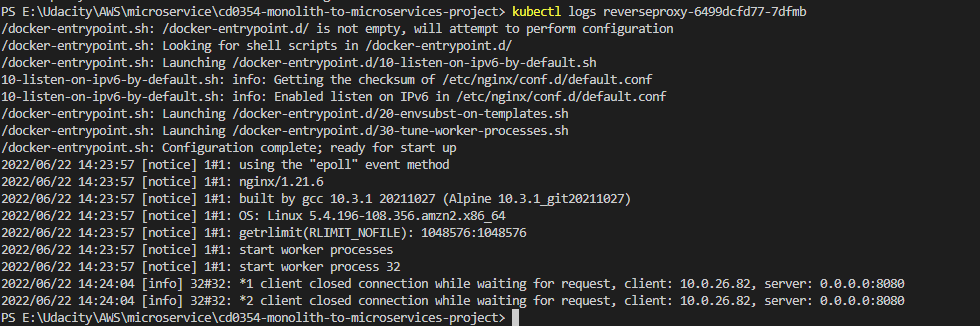 PS E:\Udacity\AWS\microservice\cd0354-monolith-to-microservices-project> kubectl logs reverseproxy-6499dcfd77-7dfmb
/docker-entrypoint.sh: /docker-entrypoint.d/ is not empty, will attempt to perform configuration
/docker-entrypoint.sh: Looking for shell scripts in /docker-entrypoint.d/
/docker-entrypoint.sh: Launching /docker-entrypoint.d/10-listen-on-ipv6-by-default.sh
10-listen-on-ipv6-by-default.sh: info: Getting the checksum of /etc/nginx/conf.d/default.conf
10-listen-on-ipv6-by-default.sh: info: Enabled listen on IPv6 in /etc/nginx/conf.d/default.conf
/docker-entrypoint.sh: Launching /docker-entrypoint.d/20-envsubst-on-templates.sh
/docker-entrypoint.sh: Launching /docker-entrypoint.d/30-tune-worker-processes.sh
/docker-entrypoint.sh: Configuration complete; ready for start up
2022/06/22 14:23:57 [notice] 1#1: using the "epoll" event method
2022/06/22 14:23:57 [notice] 1#1: nginx/1.21.6
2022/06/22 14:23:57 [notice] 1#1: built by gcc 10.3.1 20211027 (Alpine 10.3.1_git20211027)
2022/06/22 14:23:57 [notice] 1#1: OS: Linux 5.4.196-108.356.amzn2.x86_64
2022/06/22 14:23:57 [notice] 1#1: getrlimit(RLIMIT_NOFILE): 1048576:1048576
2022/06/22 14:23:57 [notice] 1#1: start worker processes
2022/06/22 14:23:57 [notice] 1#1: start worker process 32
2022/06/22 14:24:04 [info] 32#32: *1 client closed connection while waiting for request, client: 10.0.26.82, server: 0.0.0.0:8080
2022/06/22 14:24:04 [info] 32#32: *2 client closed connection while waiting for request, client: 10.0.26.82, server: 0.0.0.0:8080
PS E:\Udacity\AWS\microservice\cd0354-monolith-to-microservices-project>